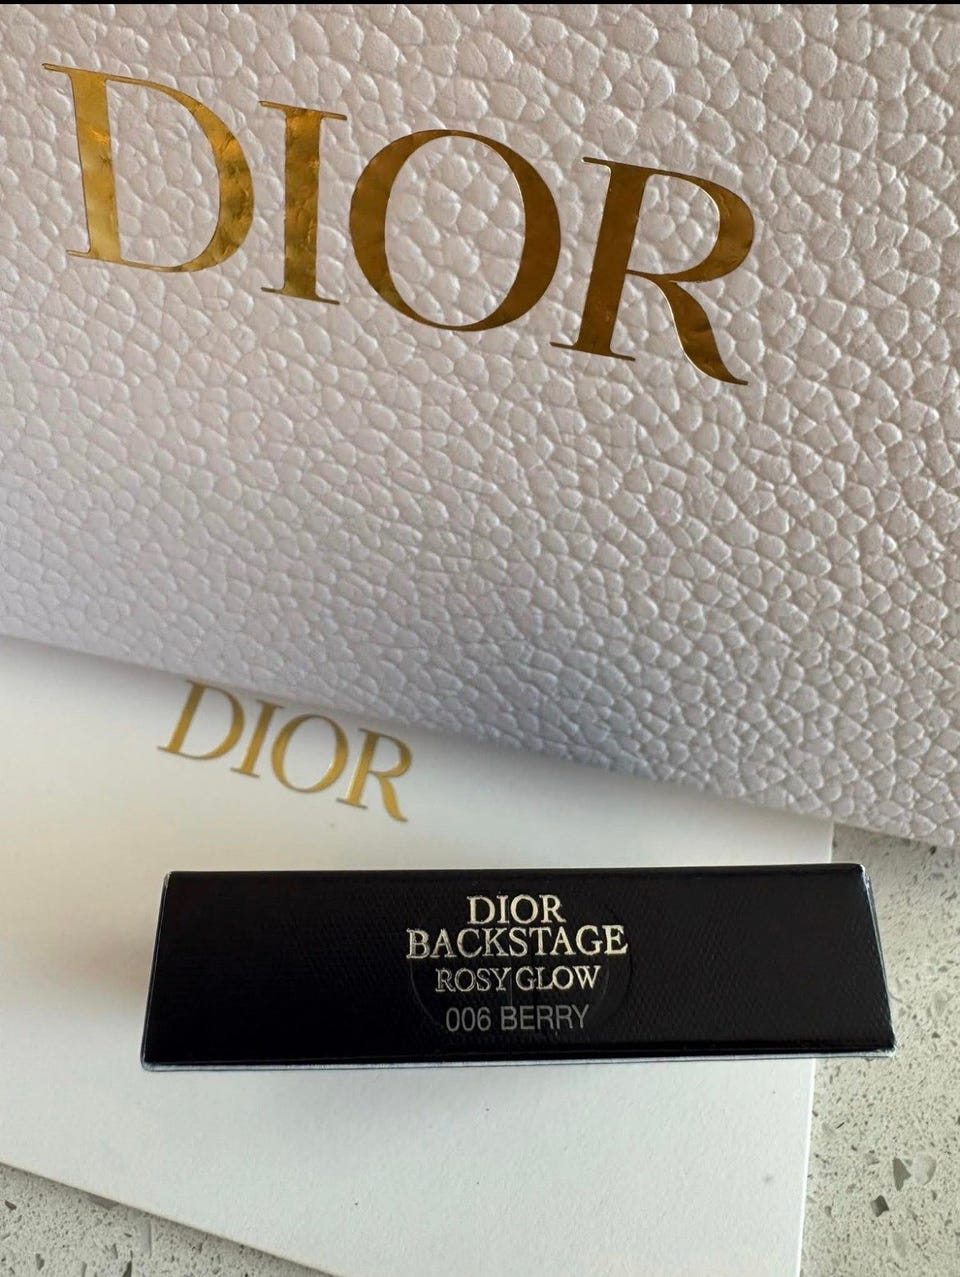 DIOR
DIOR
DIOR
BACKSTAGE
ROSY GLOW
006 BERRY